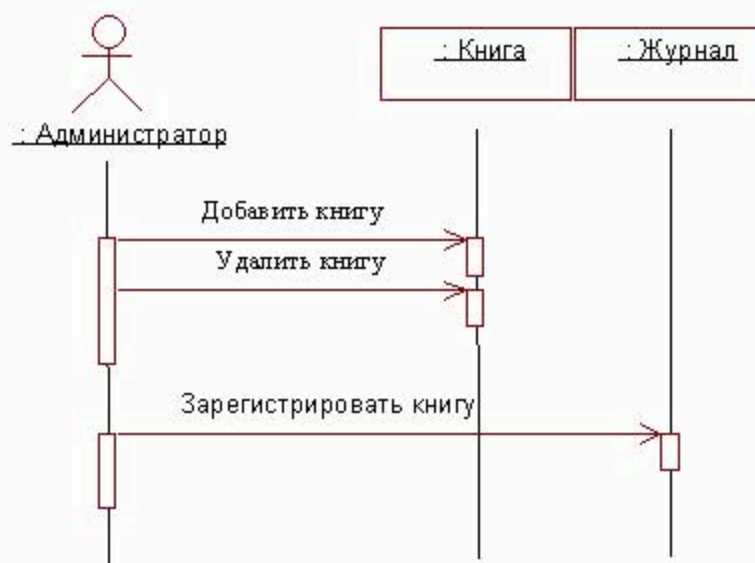 : Книга
: Журнал
: Администратор
Добавить книгу
Удалить книгу
Зарегистрировать книгу